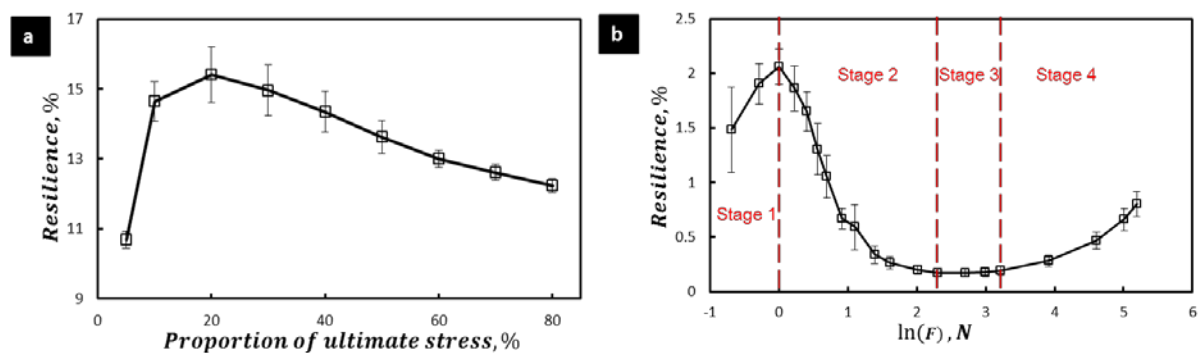 a
Resilience, %
17
15
13
11
9
0
20
40
60
80
Proportion of ultimate stress, %
b
Resilience, %
2.5
2
1.5
1
0.5
0
Stage 1
Stage 2
Stage 3
Stage 4
-1
0
1
2
3
4
5
6
ln(F), N